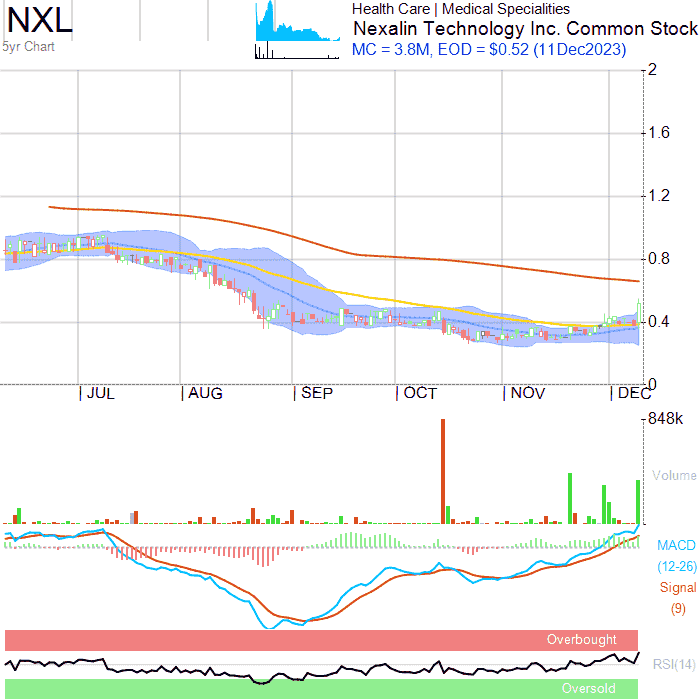 NXL
5yr Chart
Health Care | Medical Specialities
Nexalin Technology Inc. Common Stock
MC = 3.8M, EOD = $0.52 (11Dec2023)
2
1.6
1.2
0.8
0.4
0
JUL AUG SEP OCT NOV DEC
848k
Volume
MACD
(12-26)
Signal
(9)
Overbought
RSI(14)
Oversold